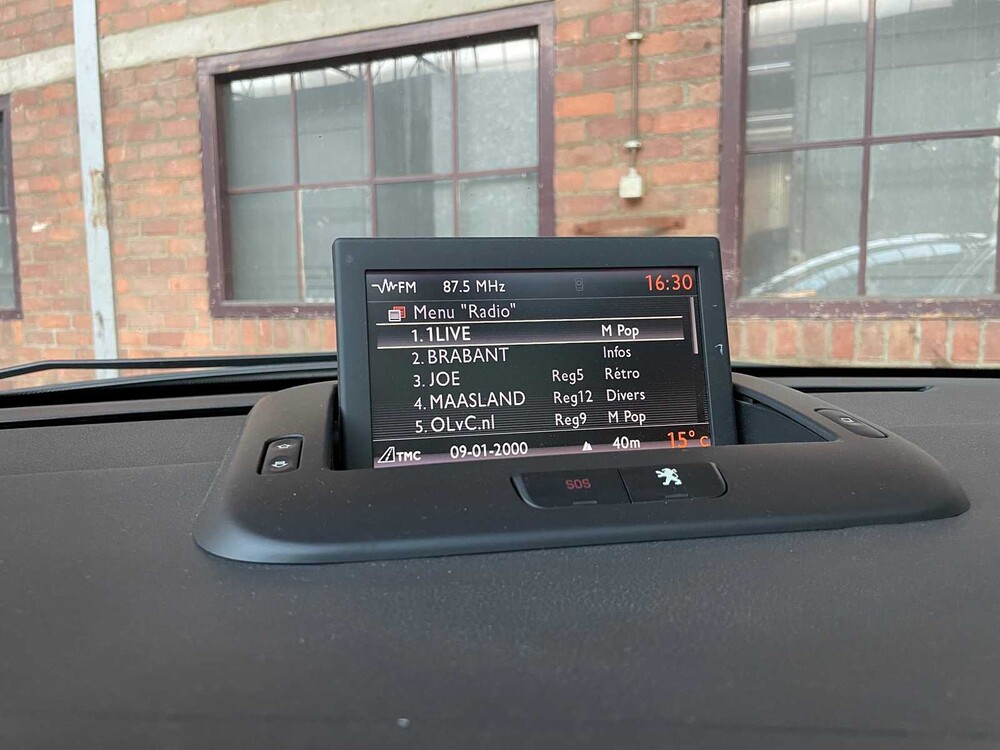 FM 87.5 MHz 16:30
Menu "Radio"
1. 1LIVE M Pop
2. BRABANT Infos
3. JOE Reg5 Rétro
4. MAASLAND Reg12 Divers
5. OLvC.nl Reg9 M Pop
TMC 09-01-2000 40m 15°C
SOS